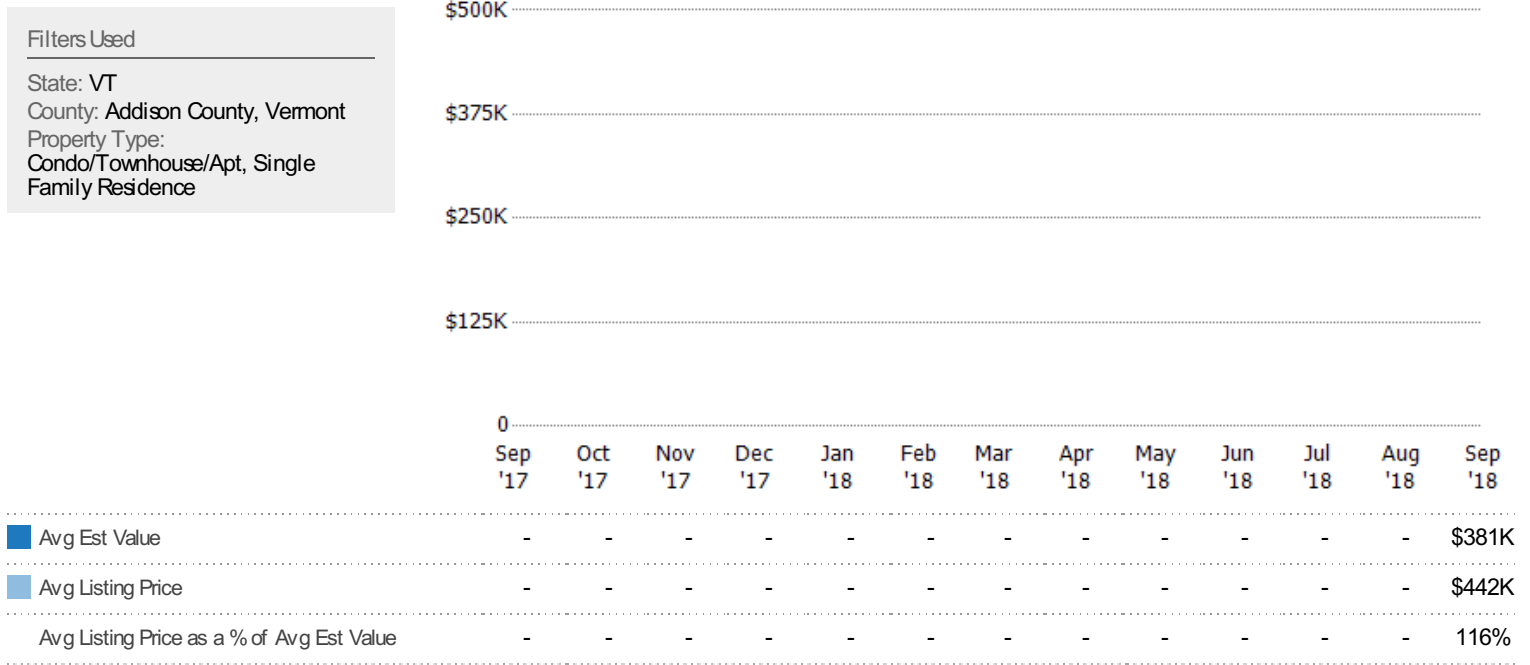 Filters Used
State: VT
County: Addison County, Vermont
Property Type:
Condo/Townhouse/Apt, Single
Family Residence
$500K
$375K
$250K
$125K
0
Sep Oct Nov Dec Jan Feb Mar Apr May Jun Jul Aug Sep
'17 '17 '17 '17 '18 '18 '18 '18 '18 '18 '18 '18 '18
Avg Est Value - - - - - - - - - - - - $381K
Avg Listing Price - - - - - - - - - - - - $442K
Avg Listing Price as a % of Avg Est Value - - - - - - - - - - - - 116%